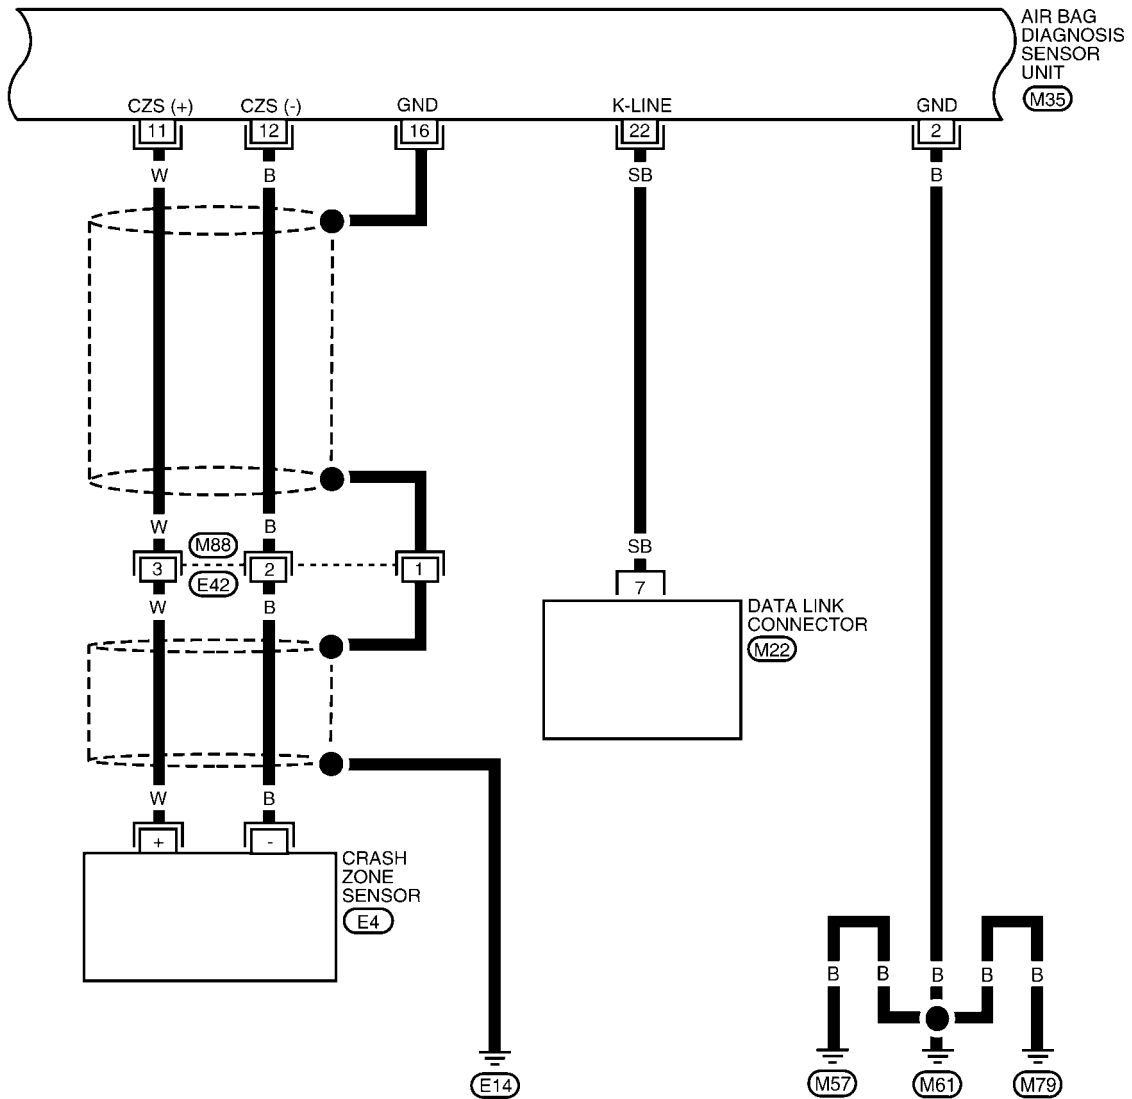 AIR BAG
DIAGNOSIS
SENSOR
UNIT
M35
CZS (+) CZS (-) GND K-LINE GND
11 12 16 22 2
W B SB B
W B SB
M88
3 2 1
E42
7
W B
DATA LINK
CONNECTOR
M22
W B
+ -
CRASH
ZONE
SENSOR
E4
B B B B B
E14 M57 M61 M79